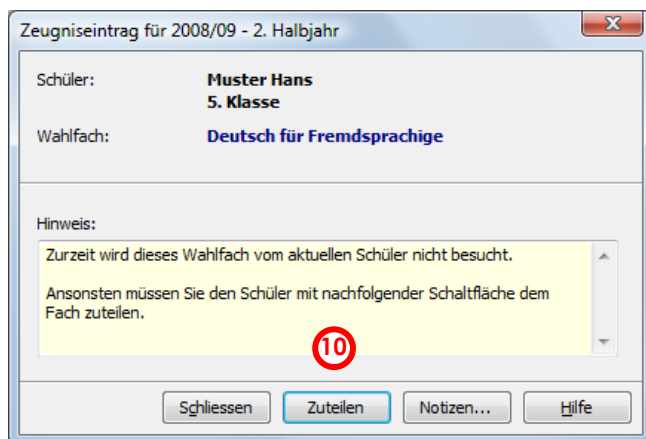 Zeugniseintrag für 2008/09 - 2. Halbjahr
X
Schüler: Muster Hans
5. Klasse
Wahlfach: Deutsch für Fremdsprachige
Hinweis:
Zurzeit wird dieses Wahlfach vom aktuellen Schüler nicht besucht.
Ansonsten müssen Sie den Schüler mit nachfolgender Schaltfläche dem
Fach zuteilen.
10
Schliessen Zuteilen Notizen... Hilfe